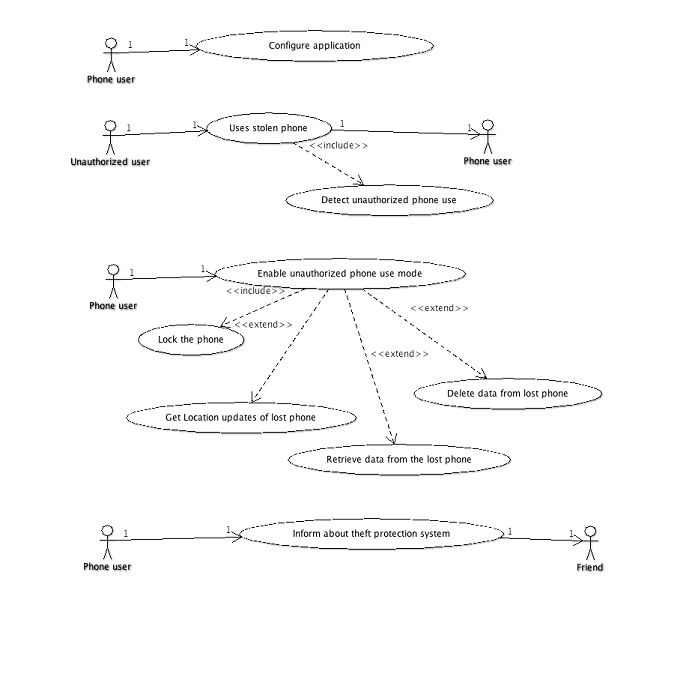 1
1
Configure application
Phone user
1
1
Uses stolen phone
1
1
<<include>>
Unauthorized user
Phone user
Detect unauthorized phone use
1
1
Enable unauthorized phone use mode
<<include>>
Phone user
<<extend>>
<<extend>>
Lock the phone
<<extend>>
Delete data from lost phone
Get Location updates of lost phone
Retrieve data from the lost phone
1
1
Inform about theft protection system
1
1
Phone user
Friend